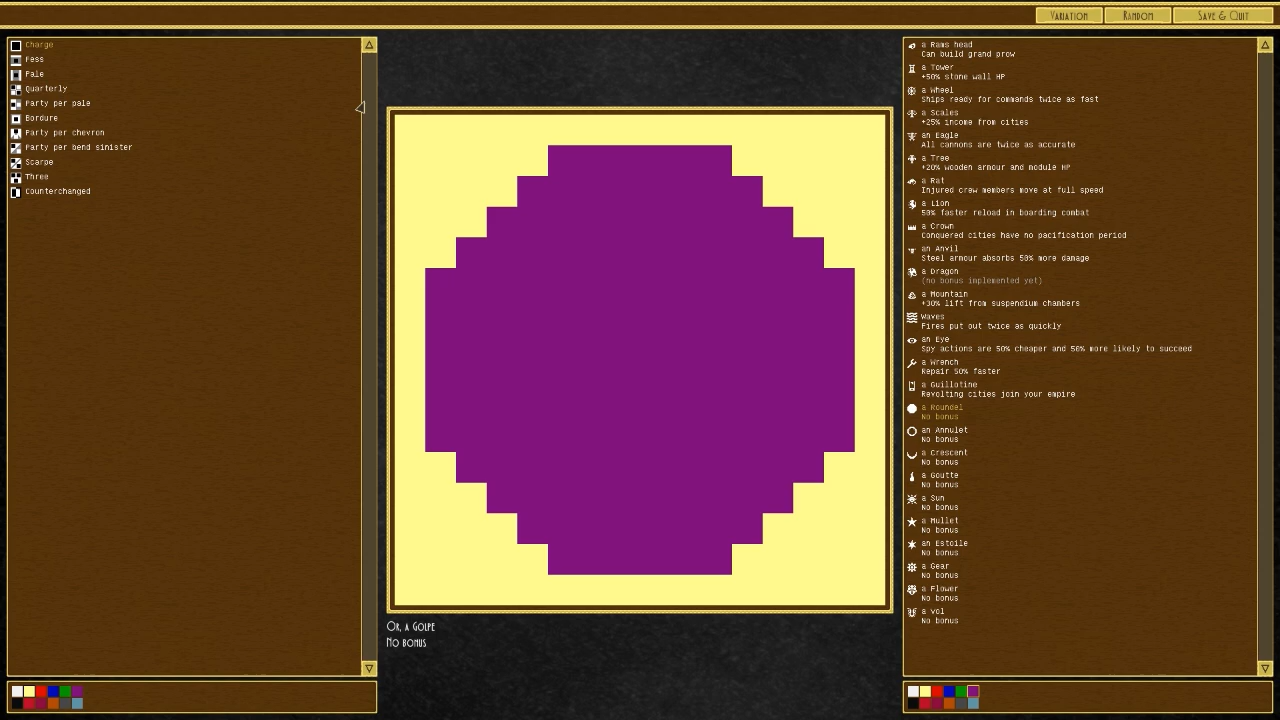 Variation
Random
Save & Quit
Charge
Fess
Pale
Quarterly
Party per pale
Bordure
Party per chevron
Party per bend sinister
Scarpe
Three
Counterchanged
Or, a Golpe
No bonus
a Rams head
Can build grand prow
a Tower
+50% stone wall HP
a Wheel
Ships ready for commands twice as fast
a Scales
+25% income from cities
an Eagle
All cannons are twice as accurate
a Tree
+20% wooden armour and module HP
a Rat
Injured crew members move at full speed
a Lion
50% faster reload in boarding combat
a Crown
Conquered cities have no pacification period
an Anvil
Steel armour absorbs 50% more damage
a Dragon
(no bonus implemented yet)
a Mountain
+30% lift from suspendium chambers
Waves
Fires put out twice as quickly
an Eye
Spy actions are 50% cheaper and 50% more likely to succeed
a Wrench
Repair 50% faster
a Guillotine
Revolting cities join your empire
a Roundel
No bonus
an Annulet
No bonus
a Crescent
No bonus
a Goutte
No bonus
a Sun
No bonus
a Mullet
No bonus
an Estoile
No bonus
a Gear
No bonus
a Flower
No bonus
a vol
No bonus